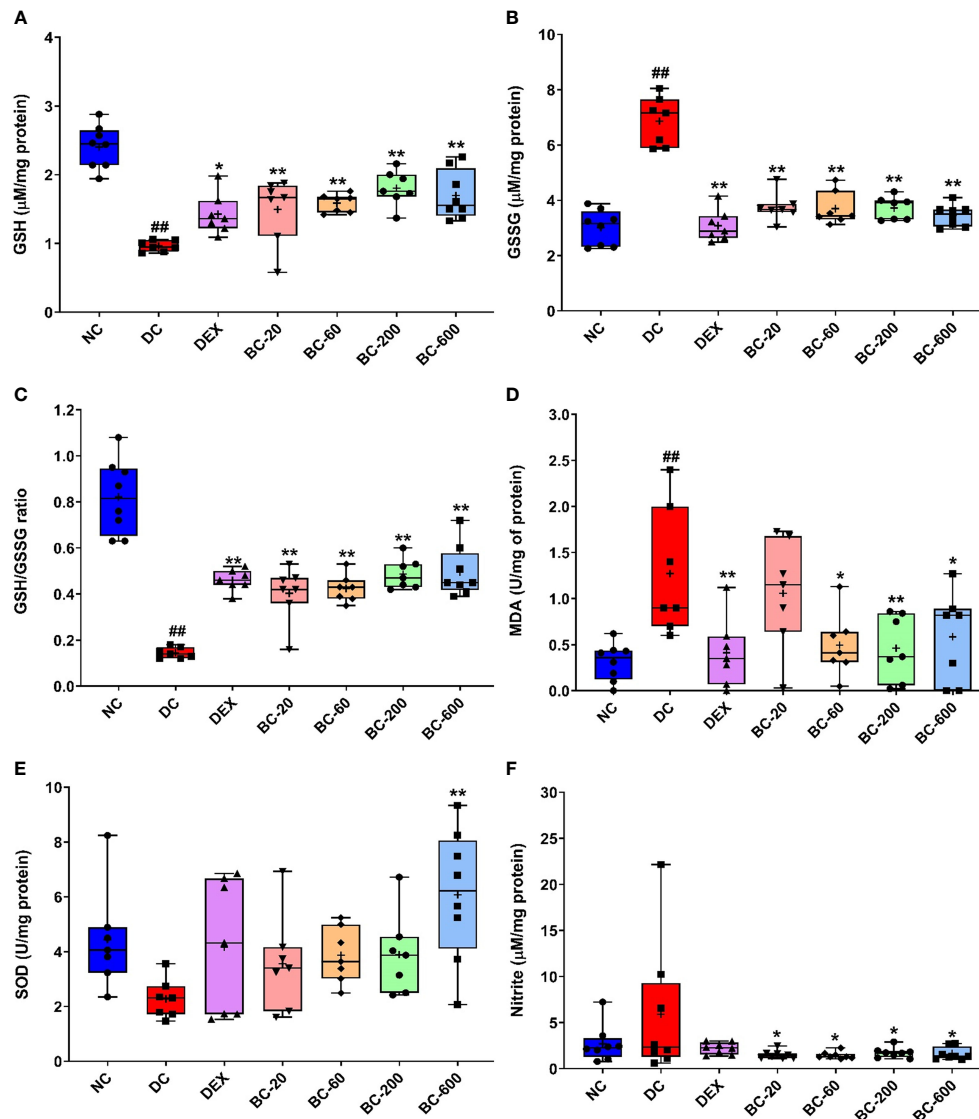 A
GSH (μM/mg protein)
4
3
2
1
0
##
*
**
**
**
**
NC
DC
DEX
BC-20
BC-60
BC-200
BC-600
B
GSSG (μM/mg protein)
10
8
6
4
2
0
##
**
**
**
**
**
NC
DC
DEX
BC-20
BC-60
BC-200
BC-600
C
GSH/GSSG ratio
1.2
1.0
0.8
0.6
0.4
0.2
0.0
##
**
**
**
**
**
NC
DC
DEX
BC-20
BC-60
BC-200
BC-600
D
MDA (U/mg of protein)
3.0
2.5
2.0
1.5
1.0
0.5
0.0
##
**
*
**
*
NC
DC
DEX
BC-20
BC-60
BC-200
BC-600
E
SOD (U/mg protein)
10
8
6
4
2
0
**
NC
DC
DEX
BC-20
BC-60
BC-200
BC-600
F
Nitrite (μM/mg protein)
30
25
20
15
10
5
0
*
*
*
*
NC
DC
DEX
BC-20
BC-60
BC-200
BC-600